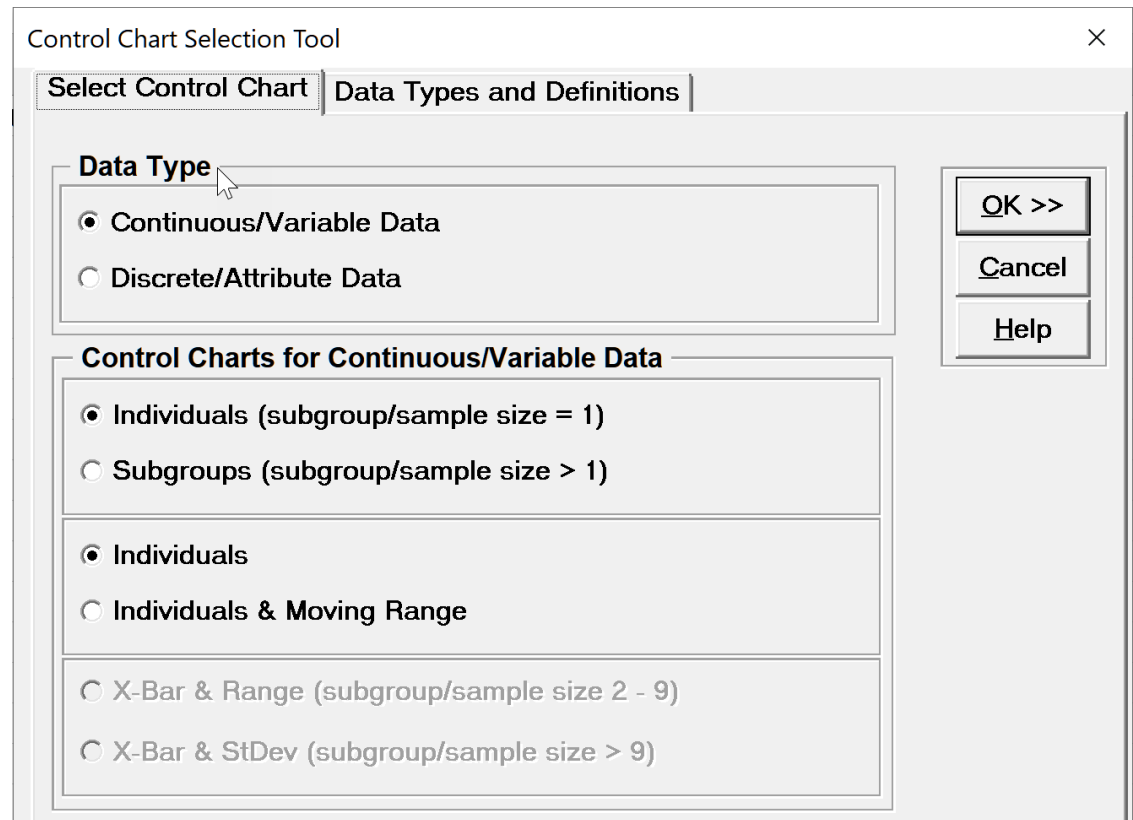 Control Chart Selection Tool
Select Control Chart
Data Types and Definitions
Data Type
Continuous/Variable Data
Discrete/Attribute Data
OK >>
Cancel
Help
Control Charts for Continuous/Variable Data
Individuals (subgroup/sample size = 1)
Subgroups (subgroup/sample size > 1)
Individuals
Individuals & Moving Range
X-Bar & Range (subgroup/sample size 2 - 9)
X-Bar & StDev (subgroup/sample size > 9)